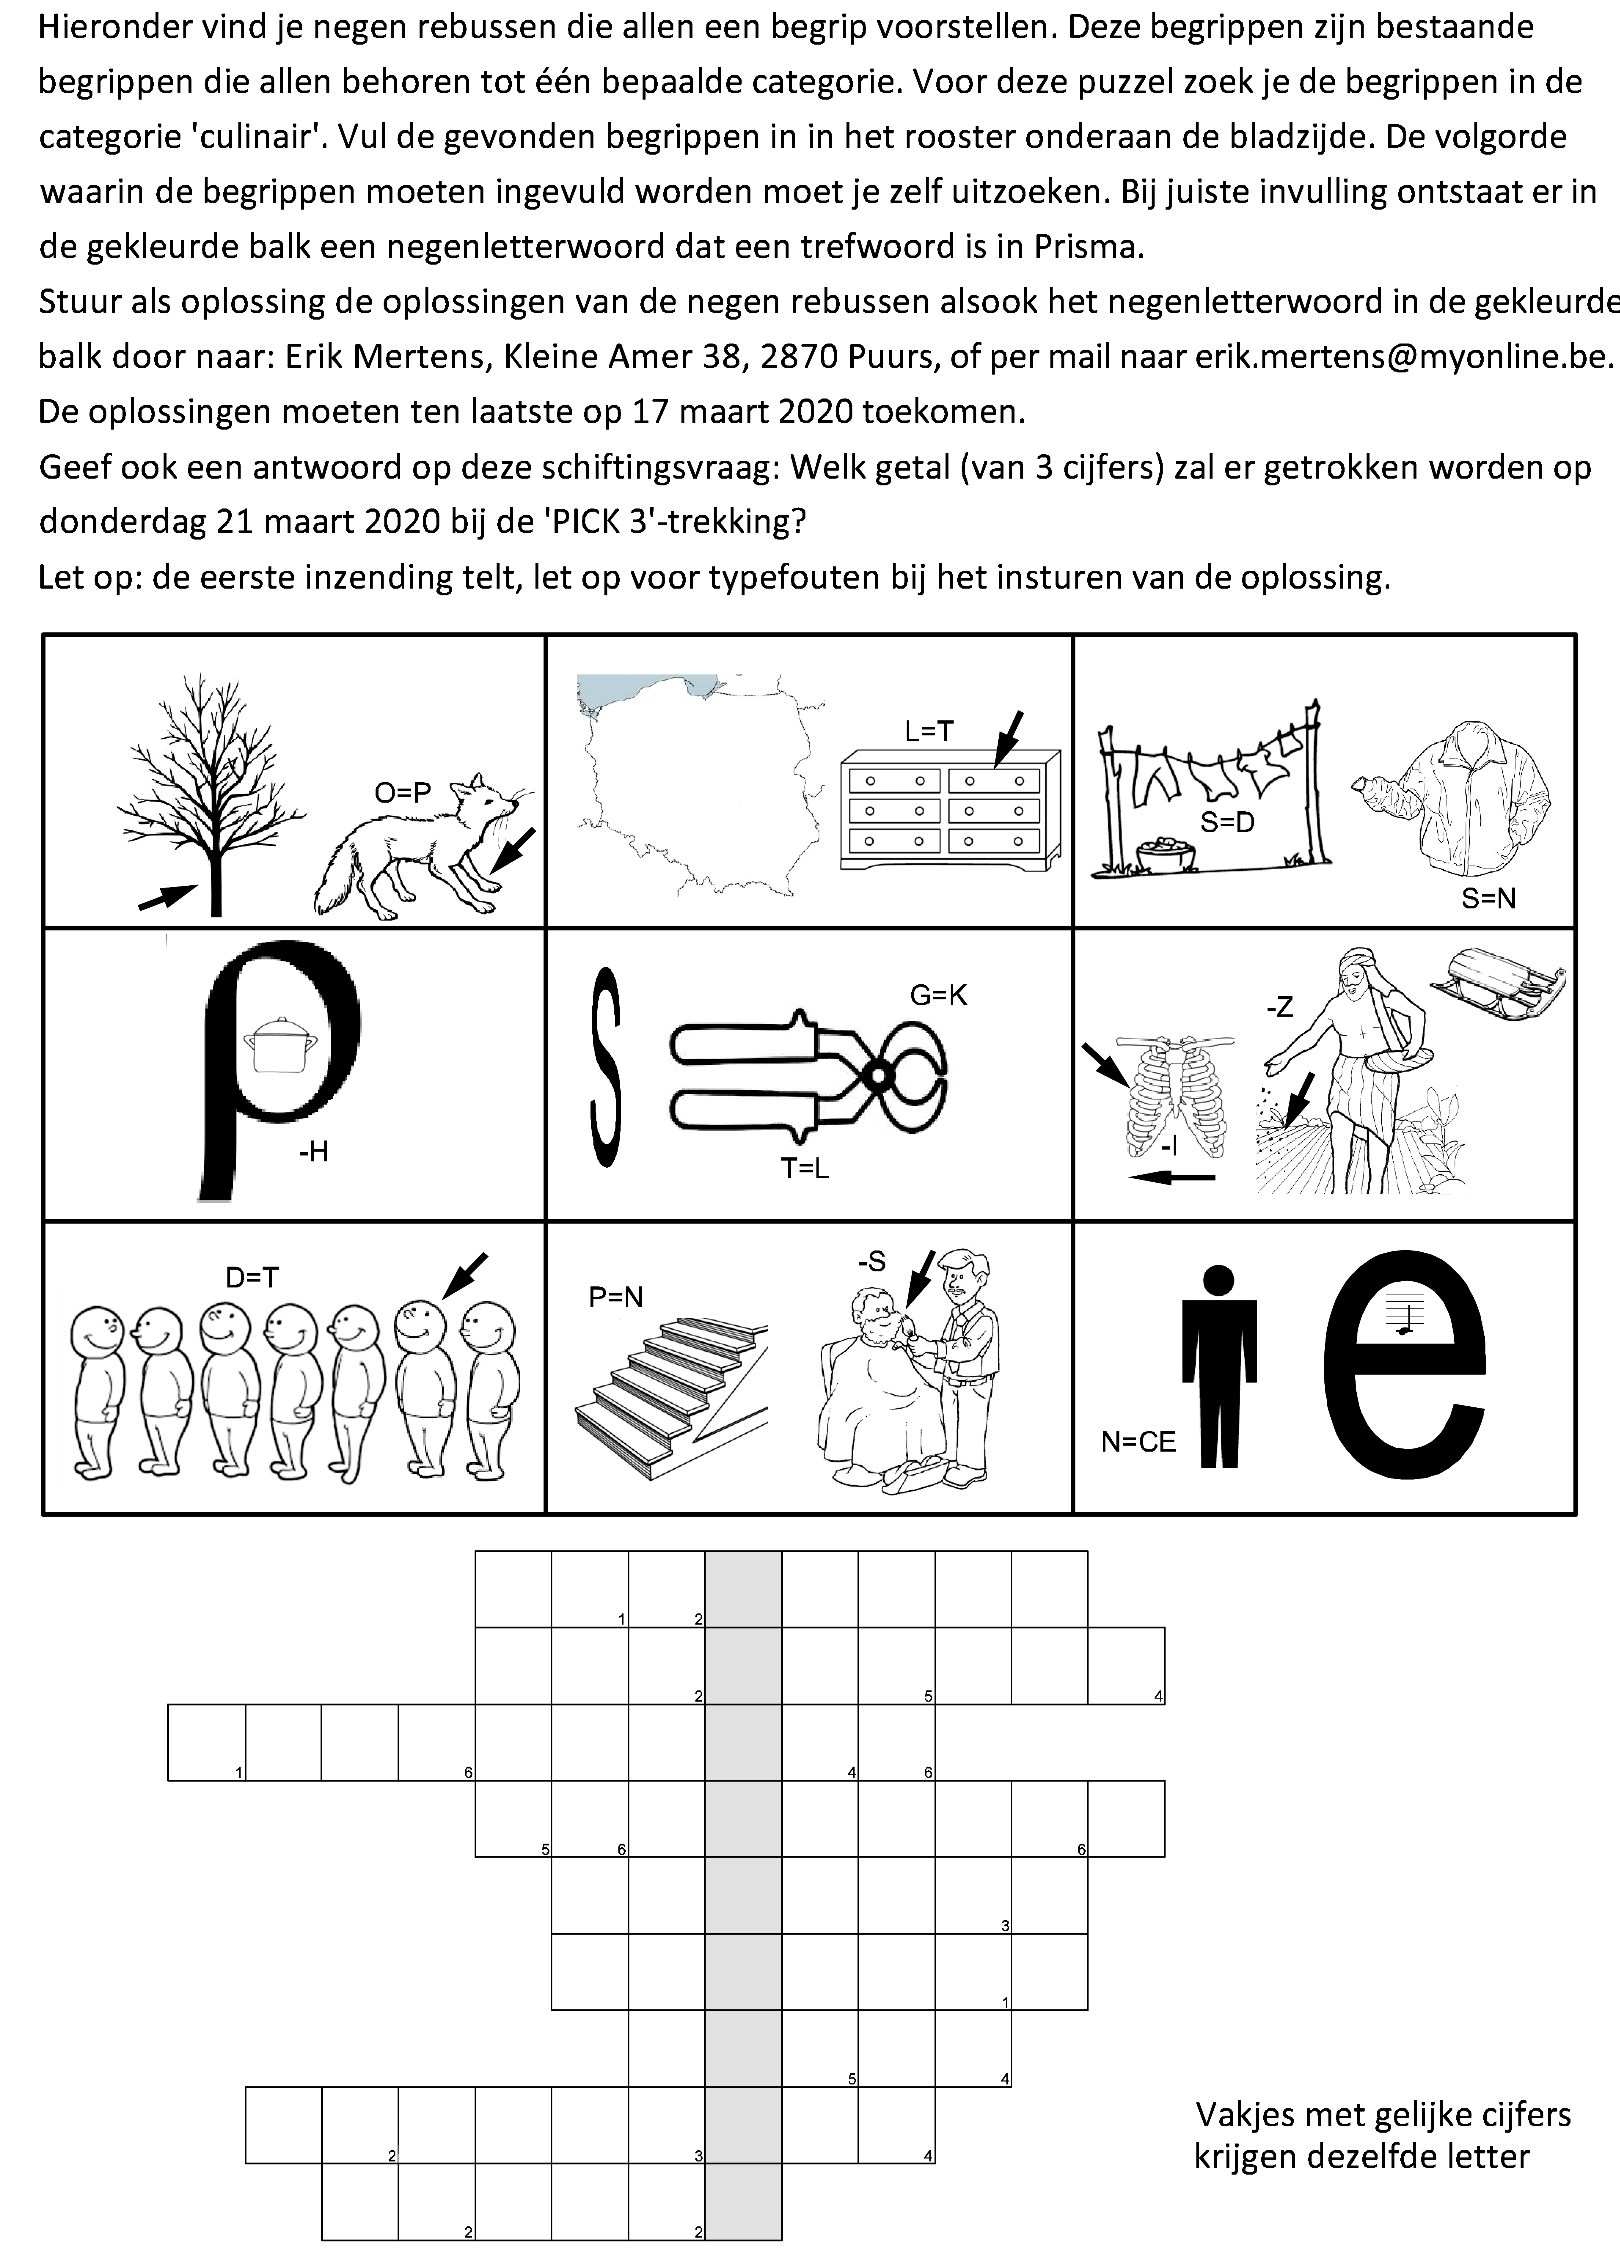 Hieronder vind je negen rebussen die allen een begrip voorstellen. Deze begrippen zijn bestaande
begrippen die allen behoren tot één bepaalde categorie. Voor deze puzzel zoek je de begrippen in de
categorie 'culinair'. Vul de gevonden begrippen in in het rooster onderaan de bladzijde. De volgorde
waarin de begrippen moeten ingevuld worden moet je zelf uitzoeken. Bij juiste invulling ontstaat er in
de gekleurde balk een negenletterwoord dat een trefwoord is in Prisma.
Stuur als oplossing de oplossingen van de negen rebussen alsook het negenletterwoord in de gekleurde
balk door naar: Erik Mertens, Kleine Amer 38, 2870 Puurs, of per mail naar erik.mertens@myonline.be.
De oplossingen moeten ten laatste op 17 maart 2020 toekomen.
Geef ook een antwoord op deze schiftingsvraag: Welk getal (van 3 cijfers) zal er getrokken worden op
donderdag 21 maart 2020 bij de 'PICK 3'-trekking?
Let op: de eerste inzending telt, let op voor typefouten bij het insturen van de oplossing.
O=P
L=T
S=D
S=N
ρ
-H
S
G=K
T=L
-I
-Z
D=T
P=N
-S
N=CE
e
1 2
2 5 4
1 6 4 6
5 6 6
3
1
5 4
2 3 4
2 2
Vakjes met gelijke cijfers
krijgen dezelfde letter